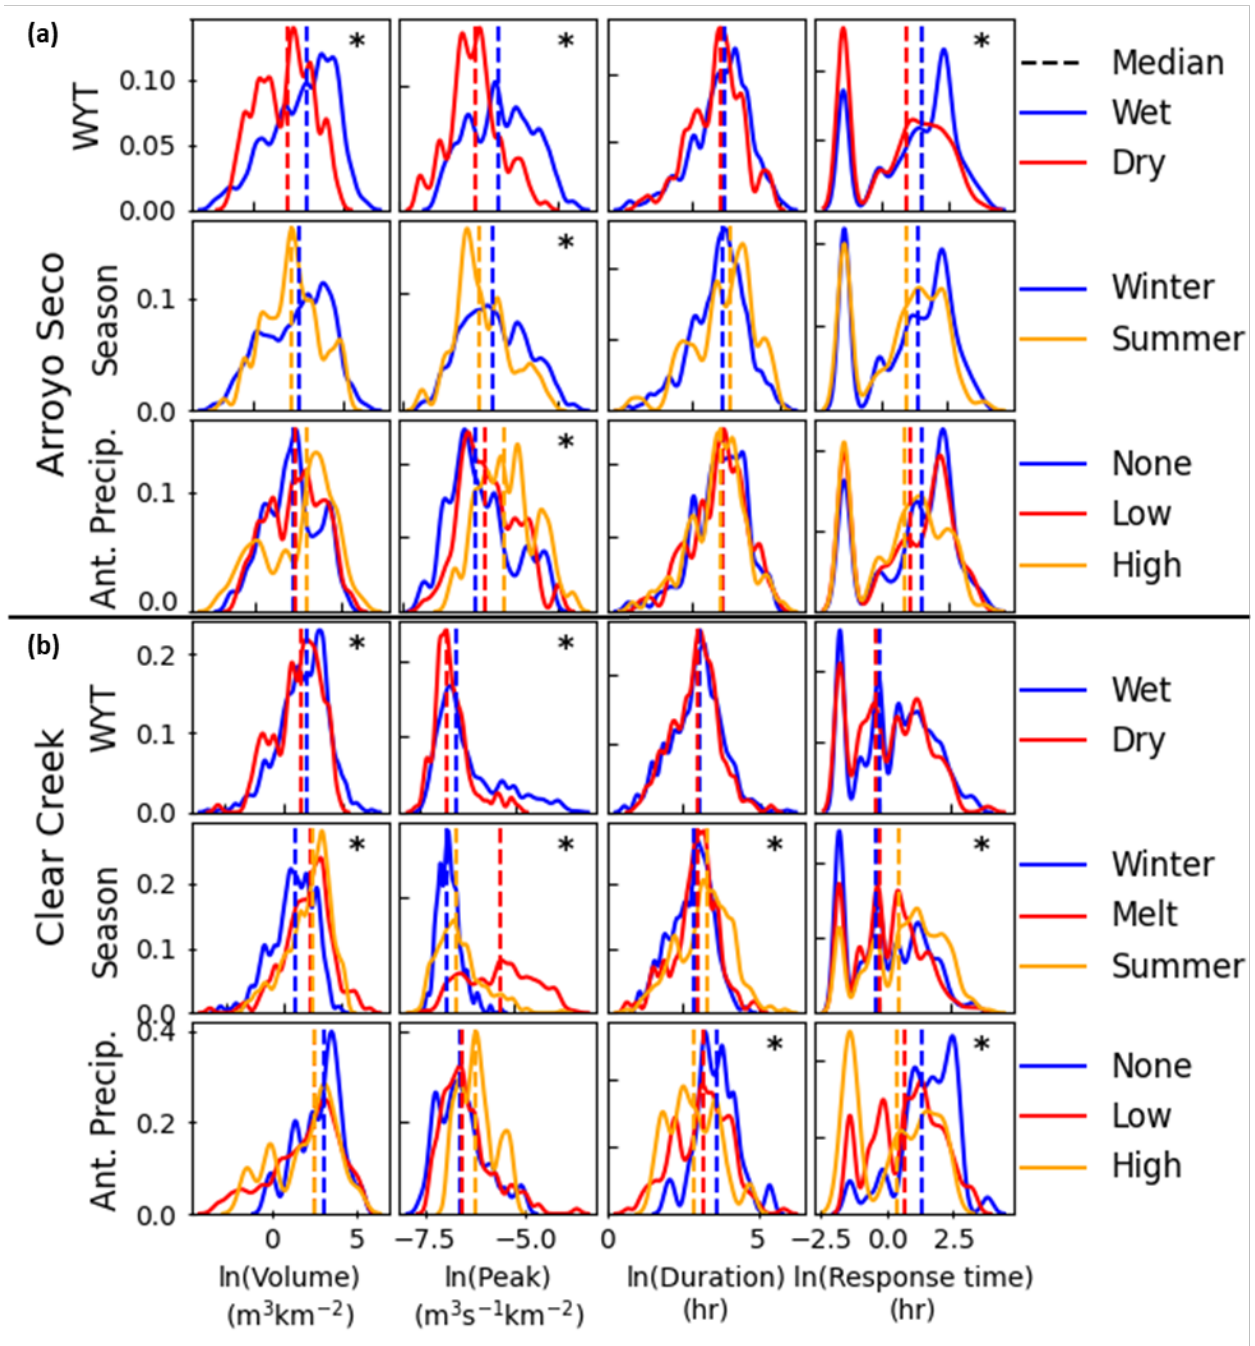 (a)
Arroyo Seco
WYT
0.10
0.05
0.00
*
*
*
Median
Wet
Dry
Season
0.1
0.0
*
Winter
Summer
Ant. Precip.
0.1
0.0
*
None
Low
High
(b)
Clear Creek
WYT
0.2
0.1
0.0
*
*
Wet
Dry
Season
0.2
0.1
0.0
*
*
*
*
Winter
Melt
Summer
Ant. Precip.
0.4
0.2
0.0
*
*
None
Low
High
0 5 −7.5 −5.0 0 5 −2.5 0.0 2.5
ln(Volume) ln(Peak) ln(Duration) ln(Response time)
(m³km⁻²) (m³s⁻¹km⁻²) (hr) (hr)